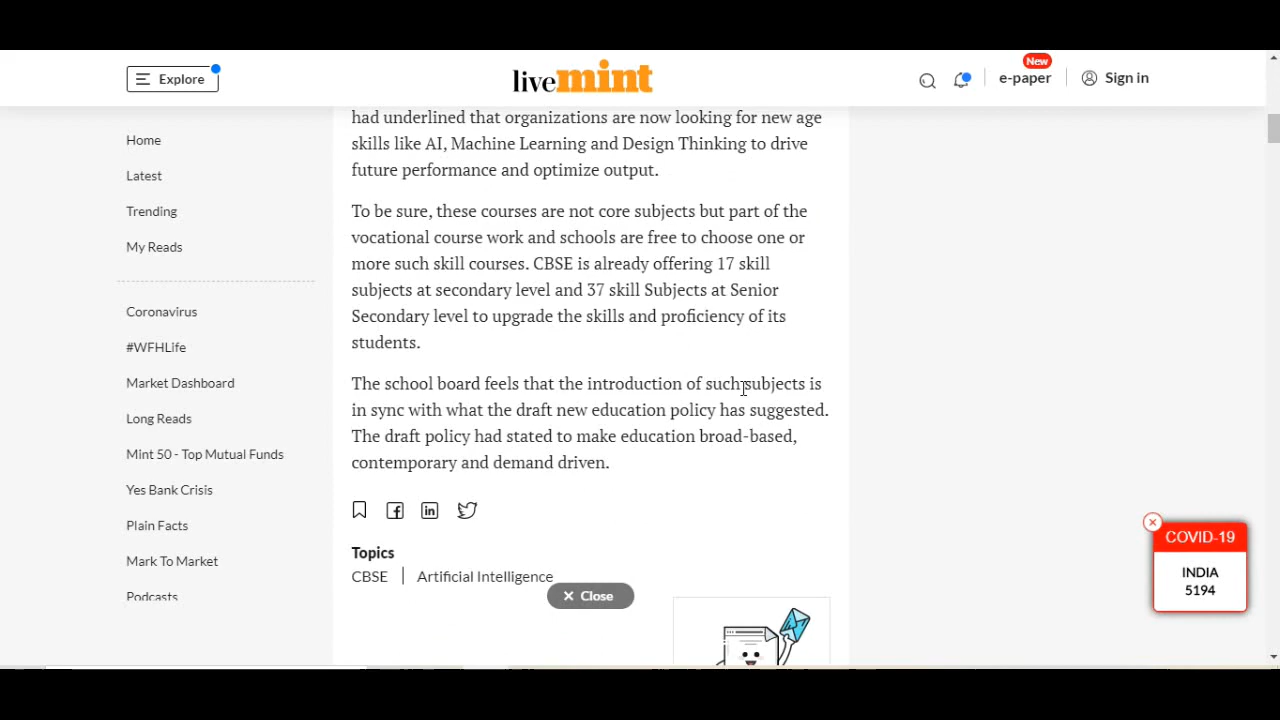 Explore
livemint
New
e-paper
Sign in
Home
Latest
Trending
My Reads
Coronavirus
#WFHLife
Market Dashboard
Long Reads
Mint 50 - Top Mutual Funds
Yes Bank Crisis
Plain Facts
Mark To Market
Podcasts
had underlined that organizations are now looking for new age
skills like AI, Machine Learning and Design Thinking to drive
future performance and optimize output.
To be sure, these courses are not core subjects but part of the
vocational course work and schools are free to choose one or
more such skill courses. CBSE is already offering 17 skill
subjects at secondary level and 37 skill Subjects at Senior
Secondary level to upgrade the skills and proficiency of its
students.
The school board feels that the introduction of such subjects is
in sync with what the draft new education policy has suggested.
The draft policy had stated to make education broad-based,
contemporary and demand driven.
Topics
CBSE | Artificial Intelligence
Close
COVID-19
INDIA
5194